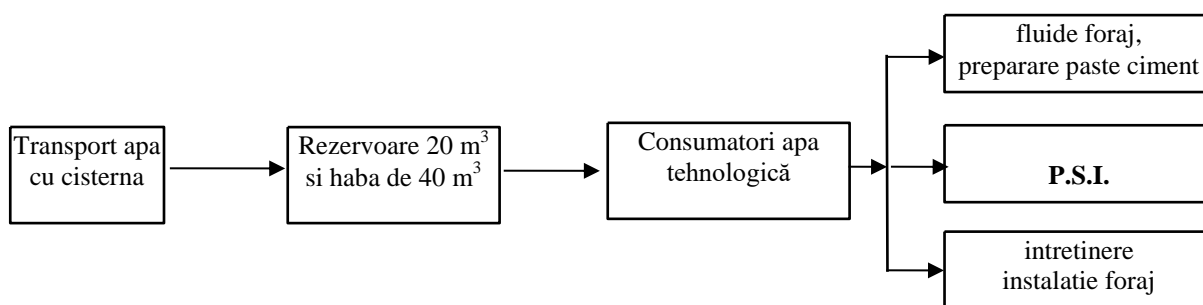 Transport apa
cu cisterna
Rezervoare 20 m³
si haba de 40 m³
Consumatori apa
tehnologică
fluide foraj,
preparare paste ciment
P.S.I.
intretinere
instalatie foraj